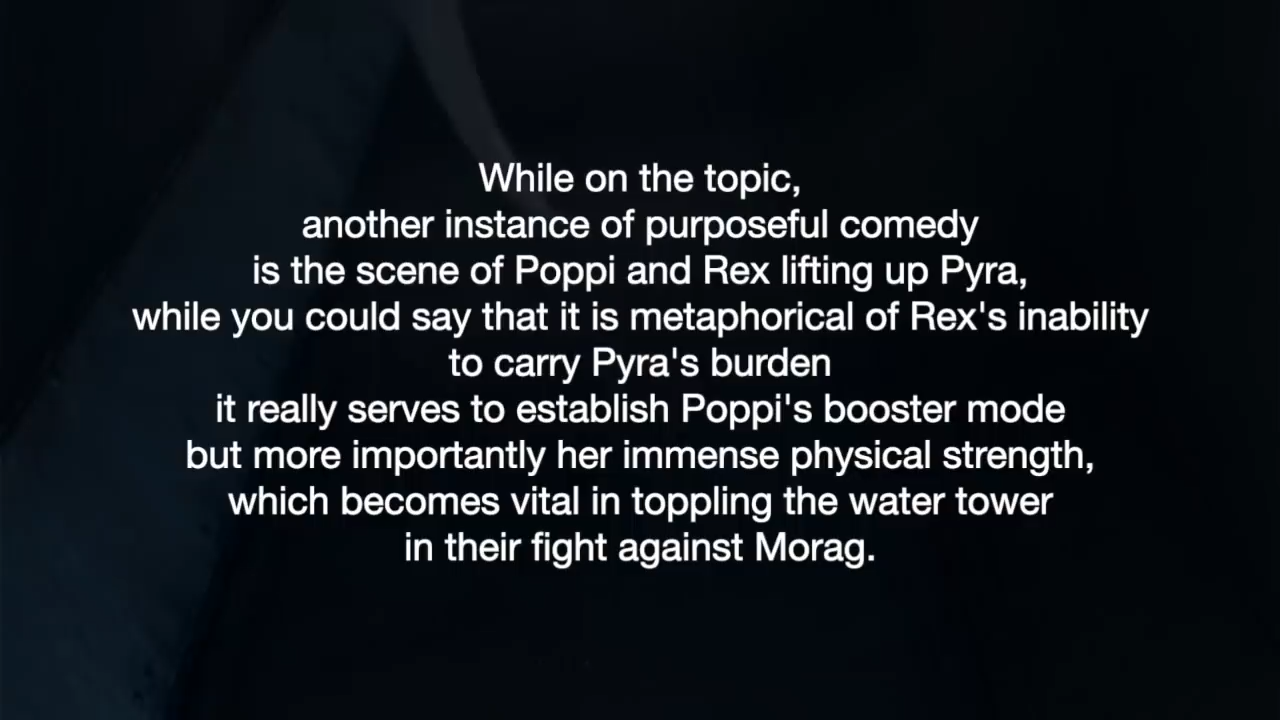 While on the topic,
another instance of purposeful comedy
is the scene of Poppi and Rex lifting up Pyra,
while you could say that it is metaphorical of Rex's inability
to carry Pyra's burden
it really serves to establish Poppi's booster mode
but more importantly her immense physical strength,
which becomes vital in toppling the water tower
in their fight against Morag.